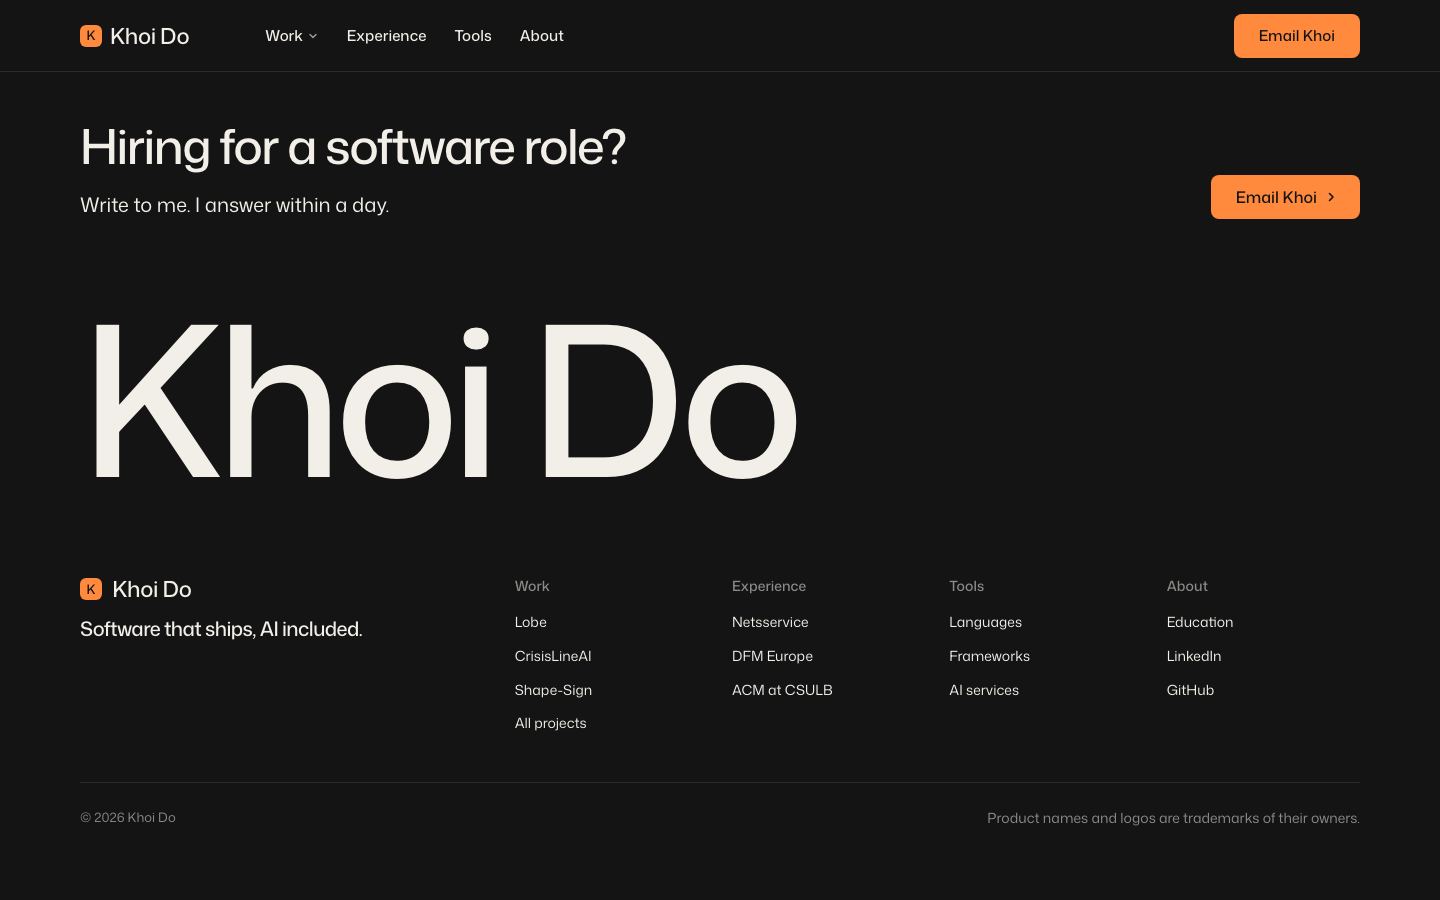 K Khoi Do Work Experience Tools About Email Khoi
Hiring for a software role?
Write to me. I answer within a day.
Email Khoi
Khoi Do
K Khoi Do
Software that ships, AI included.
Work
Lobe
CrisisLineAI
Shape-Sign
All projects
Experience
Netsservice
DFM Europe
ACM at CSULB
Tools
Languages
Frameworks
AI services
About
Education
LinkedIn
GitHub
© 2026 Khoi Do
Product names and logos are trademarks of their owners.